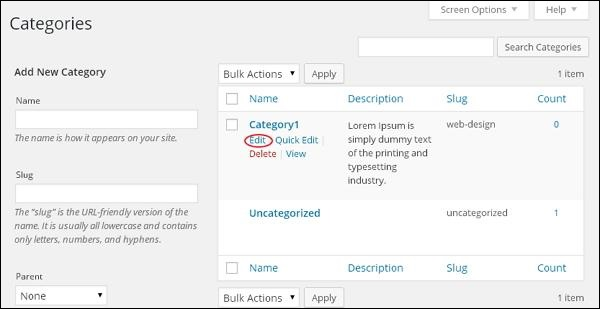 Screen Options ▼ Help ▼
Categories
Search Categories
Add New Category
Name
The name is how it appears on your site.
Slug
The “slug” is the URL-friendly version of the
name. It is usually all lowercase and contains
only letters, numbers, and hyphens.
Parent
None ▼
Bulk Actions ▼ Apply 1 item
Name Description Slug Count
Category1 Lorem Ipsum is web-design 0
Edit Quick Edit | simply dummy text
Delete | View of the printing and
typesetting
industry.
Uncategorized uncategorized 1
Name Description Slug Count
Bulk Actions ▼ Apply 1 item